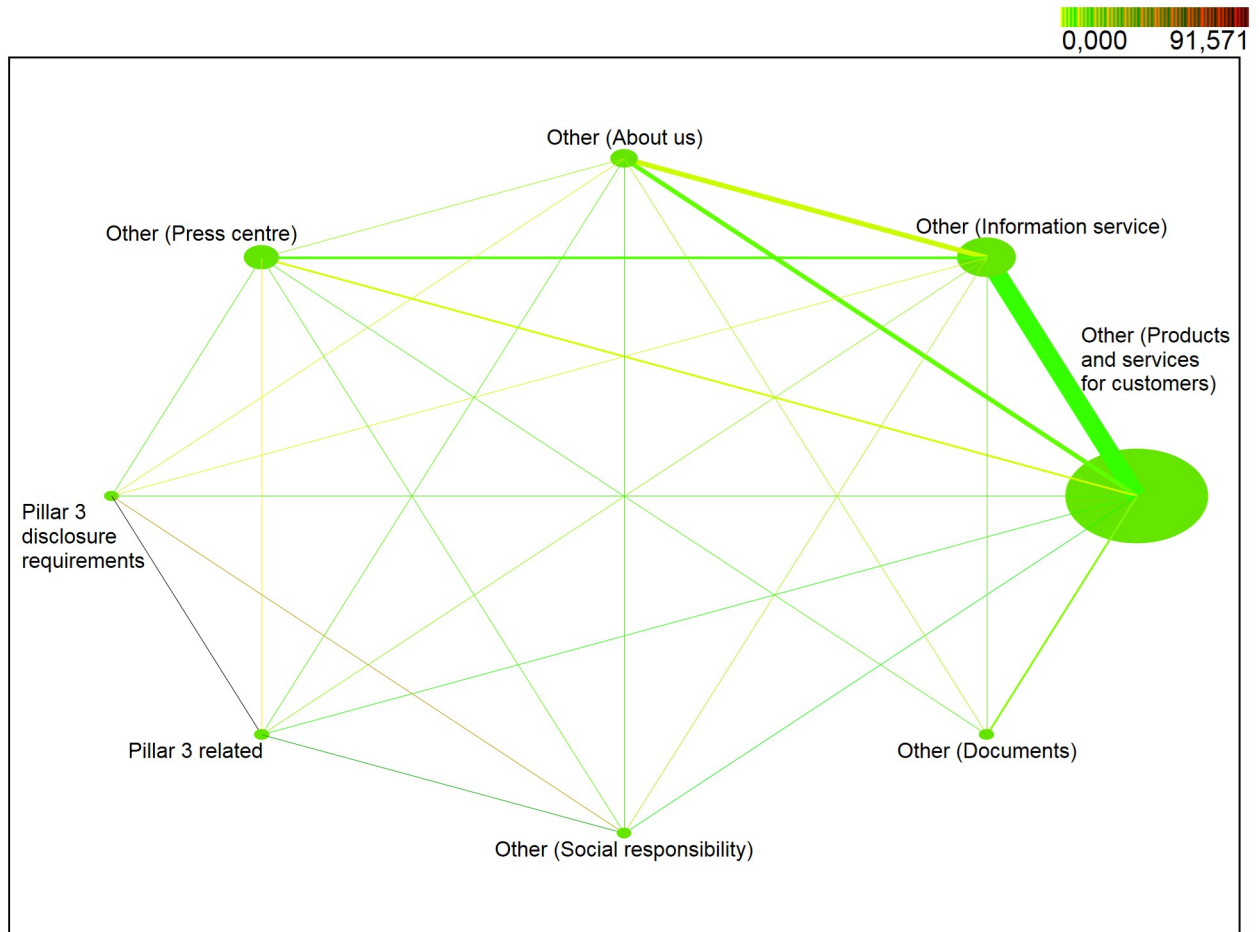 0,000 91,571
Other (About us)
Other (Press centre)
Other (Information service)
Other (Products
and services
for customers)
Pillar 3
disclosure
requirements
Pillar 3 related
Other (Documents)
Other (Social responsibility)